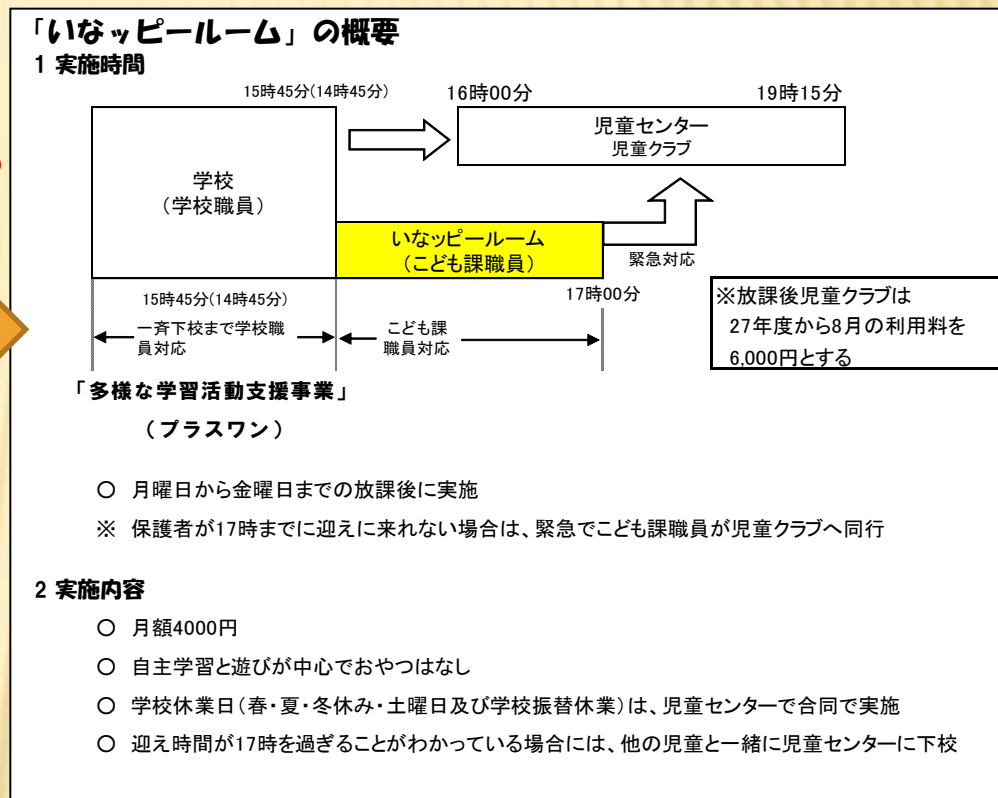 「いなッピールーム」の概要
1 実施時間
15時45分(14時45分)
16時00分
19時15分
児童センター
児童クラブ
学校
（学校職員）
いなッピールーム
（こども課職員）
緊急対応
15時45分(14時45分)
17時00分
※放課後児童クラブは
27年度から8月の利用料を
6,000円とする
一斉下校まで学校職
員対応
こども課
職員対応
「多様な学習活動支援事業」
（プラスワン）
○ 月曜日から金曜日までの放課後に実施
※ 保護者が17時までに迎えに来れない場合は、緊急でこども課職員が児童クラブへ同行
2 実施内容
○ 月額4000円
○ 自主学習と遊びが中心でおやつはなし
○ 学校休業日（春・夏・冬休み・土曜日及び学校振替休業）は、児童センターで合同で実施
○ 迎え時間が17時を過ぎることがわかっている場合には、他の児童と一緒に児童センターに下校